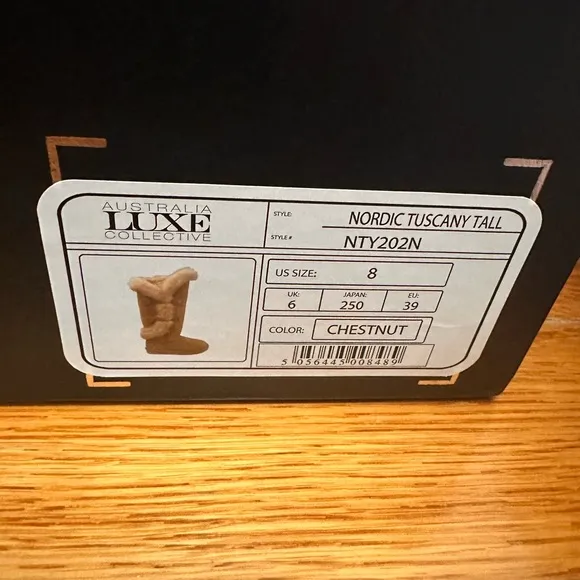 AUSTRALIA
LUXE
COLLECTIVE
STYLE: NORDIC TUSCANY TALL
STYLE # NTY202N
US SIZE: 8
UK: JAPAN: EU:
6 250 39
COLOR: CHESTNUT
5 056445 008489